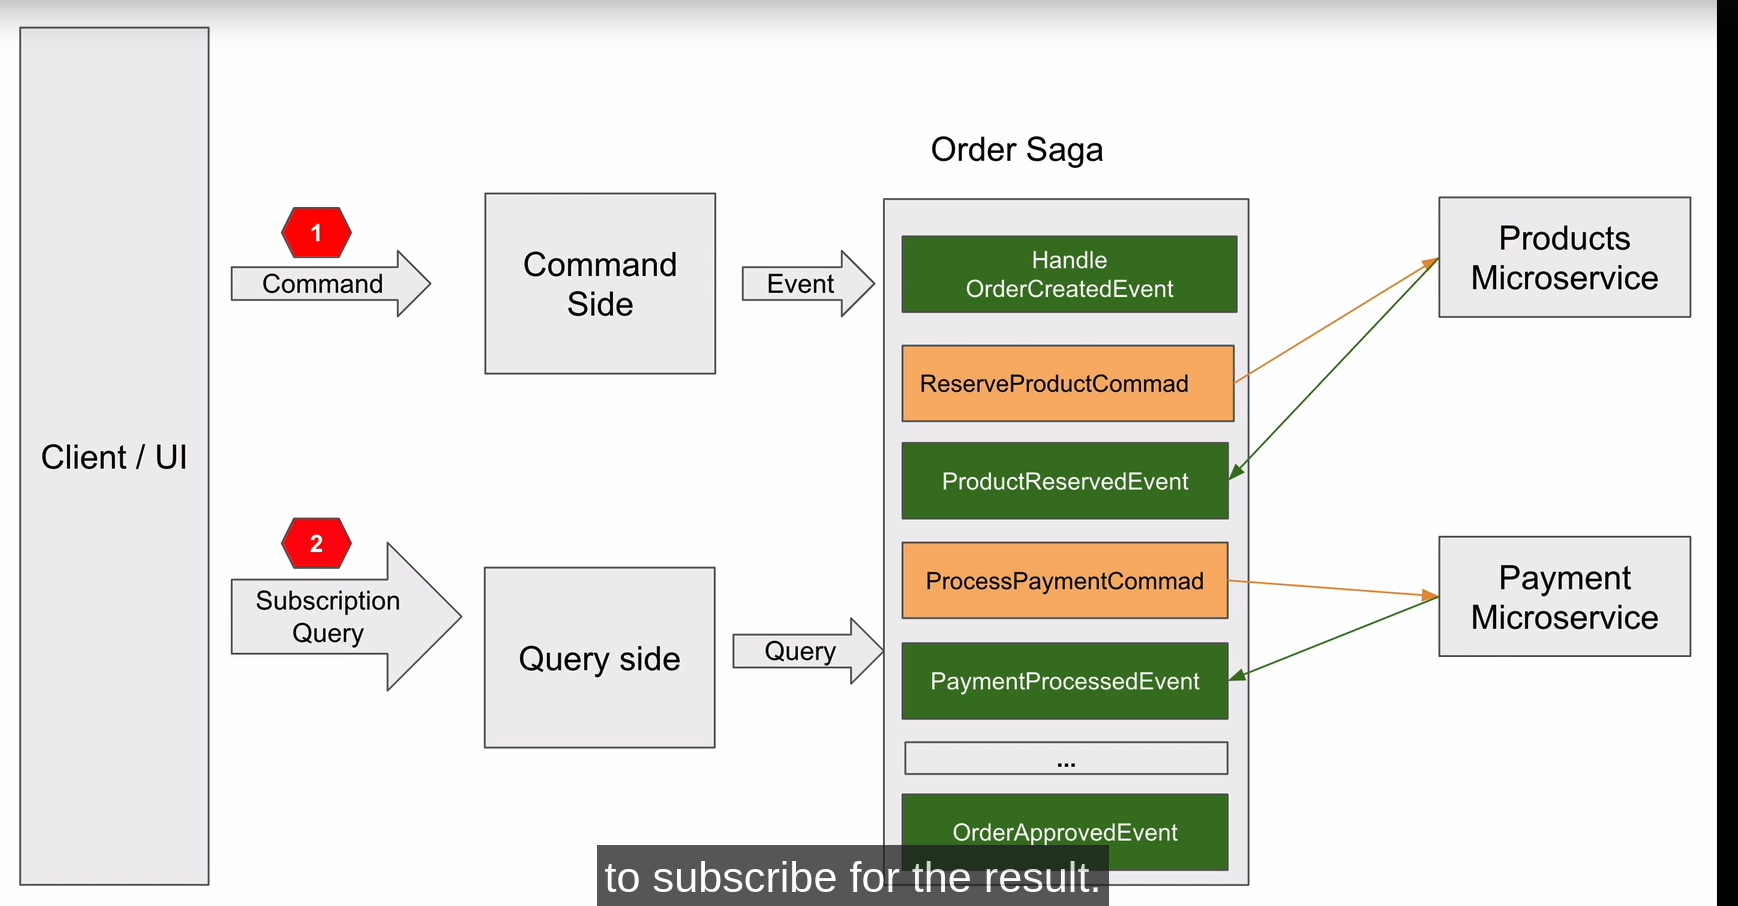 Client / UI
1
Command
Command
Side
Event
2
Subscription
Query
Query side
Query
Order Saga
Handle
OrderCreatedEvent
ReserveProductCommad
ProductReservedEvent
ProcessPaymentCommad
PaymentProcessedEvent
...
OrderApprovedEvent
Products
Microservice
Payment
Microservice
to subscribe for the result.